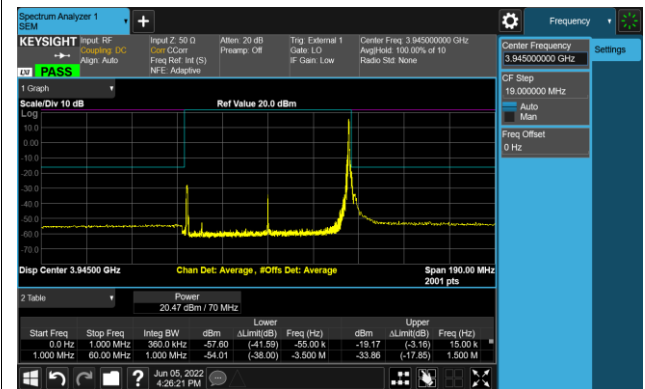 Spectrum Analyzer 1
SEM
Frequency
KEYSIGHT
Input: RF
Coupling: DC
Align: Auto
Input Z: 50 Ω
Corr CCorr
Freq Ref: Int (S)
NFE: Adaptive
Atten: 20 dB
Preamp: Off
Trig: External 1
Gate: LO
IF Gain: Low
Center Freq: 3.945000000 GHz
Avg|Hold: 100.00% of 10
Radio Std: None
LXI PASS
Center Frequency
3.945000000 GHz
Settings
CF Step
19.000000 MHz
Auto
Man
Freq Offset
0 Hz
1 Graph
Scale/Div 10 dB
Ref Value 20.0 dBm
Log
10.0
0.00
-10.0
-20.0
-30.0
-40.0
-50.0
-60.0
-70.0
Disp Center 3.94500 GHz
Chan Det: Average , #Offs Det: Average
Span 190.00 MHz
2001 pts
2 Table
Power
20.47 dBm / 70 MHz
Lower Upper
Start Freq Stop Freq Integ BW dBm ΔLimit(dB) Freq (Hz) dBm ΔLimit(dB) Freq (Hz)
0.0 Hz 1.000 MHz 360.0 kHz -57.60 (-41.59) -55.00 k -19.17 (-3.16) 15.00 k
1.000 MHz 60.00 MHz 1.000 MHz -54.01 (-38.00) -3.500 M -33.86 (-17.85) 1.500 M
?
Jun 05, 2022
4:26:21 PM